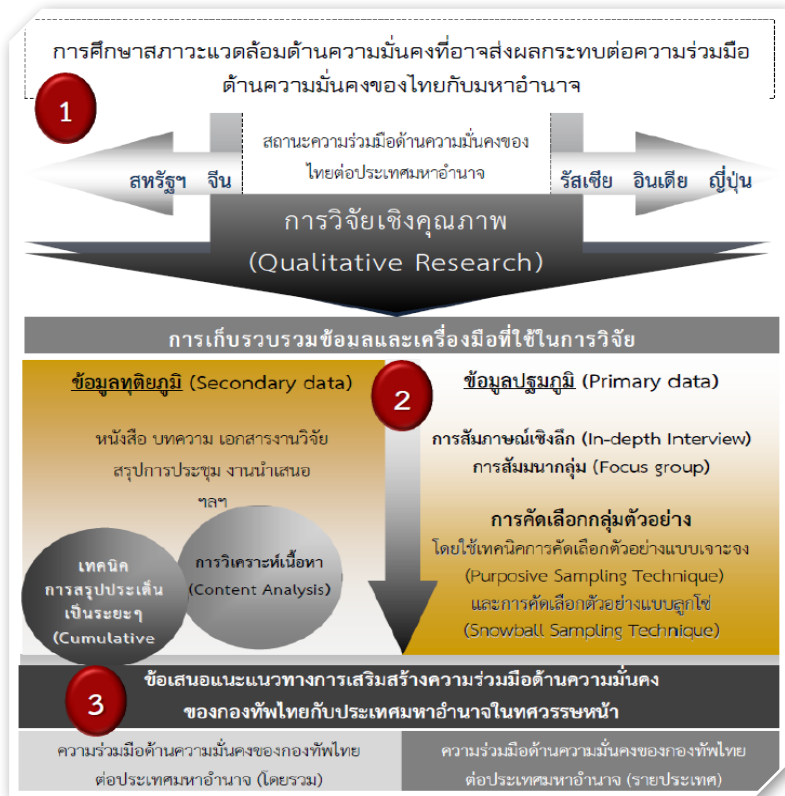 การศึกษาสภาวะแวดล้อมด้านความมั่นคงที่อาจส่งผลกระทบต่อความร่วมมือ
ด้านความมั่นคงของไทยกับมหาอำนาจ
1
สถานะความร่วมมือด้านความมั่นคงของ
ไทยต่อประเทศมหาอำนาจ
สหรัฐฯ จีน
รัสเซีย อินเดีย ญี่ปุ่น
การวิจัยเชิงคุณภาพ
(Qualitative Research)
การเก็บรวบรวมข้อมูลและเครื่องมือที่ใช้ในการวิจัย
ข้อมูลทุติยภูมิ (Secondary data)
หนังสือ บทความ เอกสารงานวิจัย
สรุปการประชุม งานนำเสนอ
ฯลฯ
เทคนิค
การสรุปประเด็น
เป็นระยะๆ
(Cumulative
การวิเคราะห์เนื้อหา
(Content Analysis)
2
ข้อมูลปฐมภูมิ (Primary data)
การสัมภาษณ์เชิงลึก (In-depth Interview)
การสัมมนากลุ่ม (Focus group)
การคัดเลือกกลุ่มตัวอย่าง
โดยใช้เทคนิคการคัดเลือกตัวอย่างแบบเจาะจง
(Purposive Sampling Technique)
และการคัดเลือกตัวอย่างแบบลูกโซ่
(Snowball Sampling Technique)
3
ข้อเสนอแนะแนวทางการเสริมสร้างความร่วมมือด้านความมั่นคง
ของกองทัพไทยกับประเทศมหาอำนาจในทศวรรษหน้า
ความร่วมมือด้านความมั่นคงของกองทัพไทย
ต่อประเทศมหาอำนาจ (โดยรวม)
ความร่วมมือด้านความมั่นคงของกองทัพไทย
ต่อประเทศมหาอำนาจ (รายประเทศ)